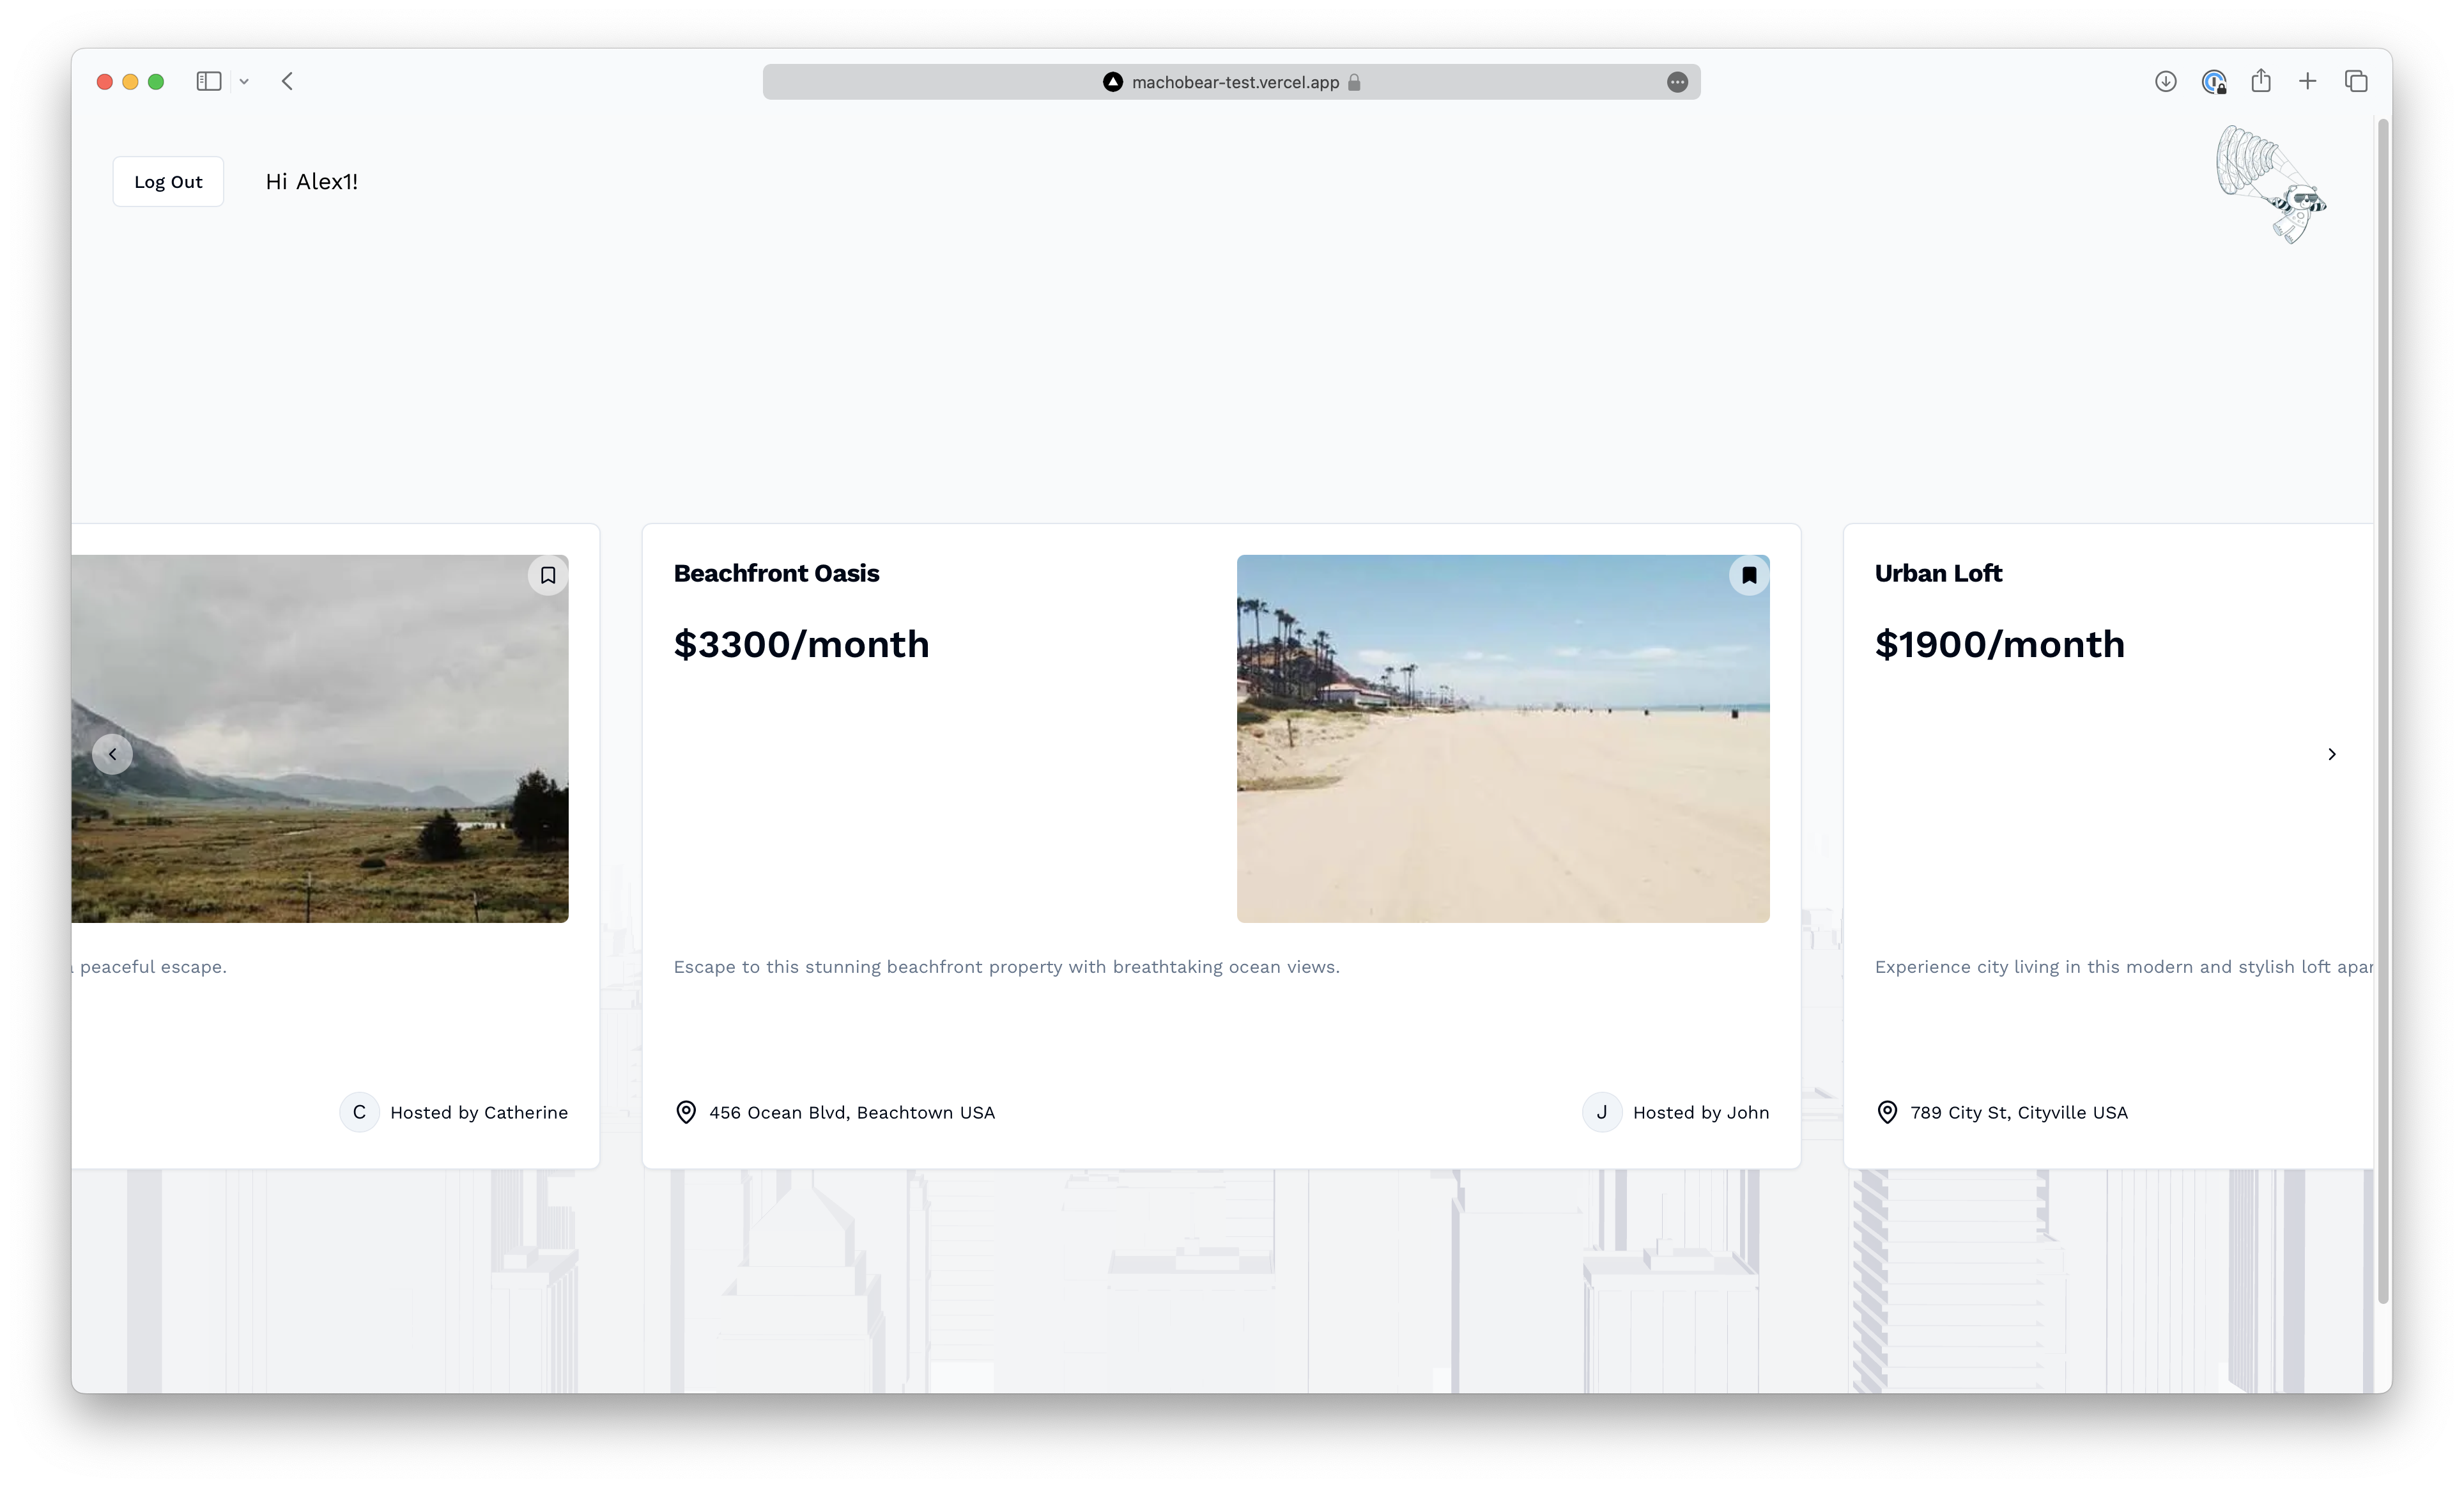 machobear-test.vercel.app
Log Out
Hi Alex1!
peaceful escape.
C
Hosted by Catherine
Beachfront Oasis
$3300/month
Escape to this stunning beachfront property with breathtaking ocean views.
456 Ocean Blvd, Beachtown USA
J
Hosted by John
Urban Loft
$1900/month
Experience city living in this modern and stylish loft apar
789 City St, Cityville USA